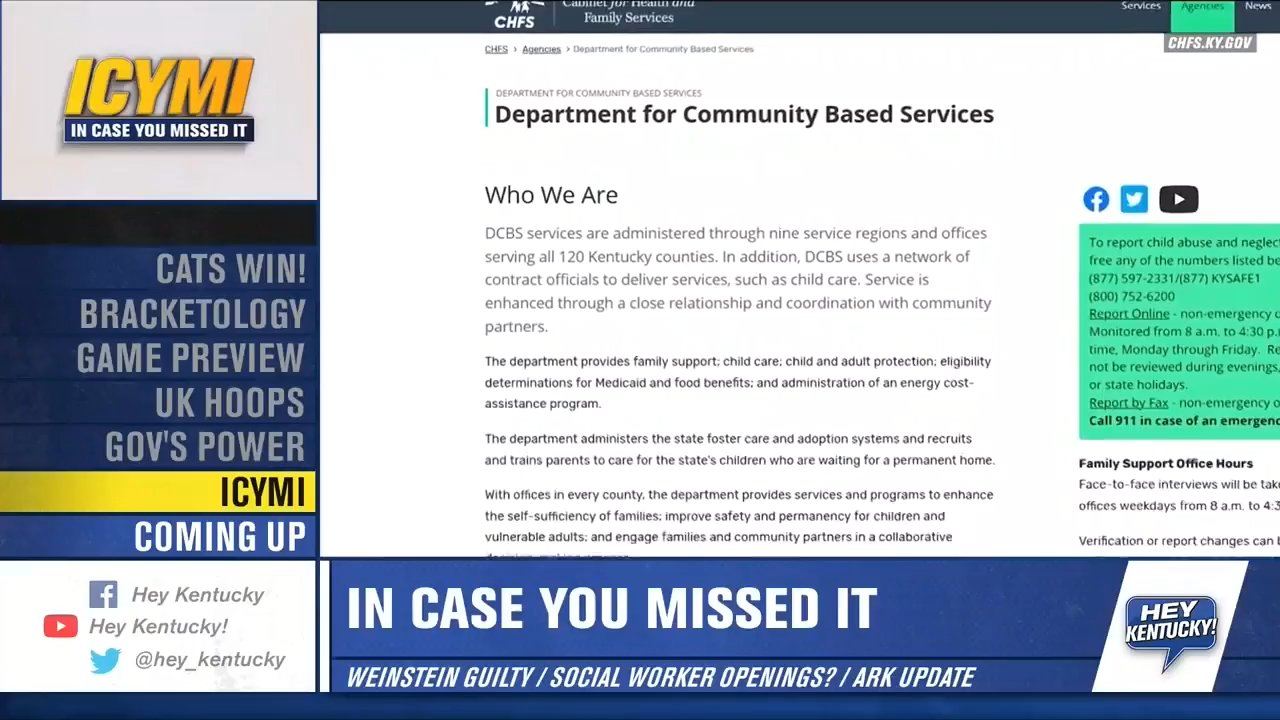 ICYMI
IN CASE YOU MISSED IT
CATS WIN!
BRACKETOLOGY
GAME PREVIEW
UK HOOPS
GOV'S POWER
ICYMI
COMING UP
Hey Kentucky
Hey Kentucky!
@hey_kentucky
CHFS
Cabinet for Health and
Family Services
Services
Agencies
News
CHFS.KY.GOV
CHFS > Agencies > Department for Community Based Services
DEPARTMENT FOR COMMUNITY BASED SERVICES
Department for Community Based Services
Who We Are
DCBS services are administered through nine service regions and offices
serving all 120 Kentucky counties. In addition, DCBS uses a network of
contract officials to deliver services, such as child care. Service is
enhanced through a close relationship and coordination with community
partners.
The department provides family support; child care; child and adult protection; eligibility
determinations for Medicaid and food benefits; and administration of an energy cost-
assistance program.
The department administers the state foster care and adoption systems and recruits
and trains parents to care for the state's children who are waiting for a permanent home.
With offices in every county, the department provides services and programs to enhance
the self-sufficiency of families; improve safety and permanency for children and
vulnerable adults; and engage families and community partners in a collaborative
To report child abuse and neglec
free any of the numbers listed be
(877) 597-2331/(877) KYSAFE1
(800) 752-6200
Report Online - non-emergency
Monitored from 8 a.m. to 4:30 p.
time, Monday through Friday. Re
not be reviewed during evenings,
or state holidays.
Report by Fax - non-emergency
Call 911 in case of an emergenc
Family Support Office Hours
Face-to-face interviews will be take
offices weekdays from 8 a.m. to 4:3
Verification or report changes can b
IN CASE YOU MISSED IT
WEINSTEIN GUILTY / SOCIAL WORKER OPENINGS? / ARK UPDATE
HEY
KENTUCKY!